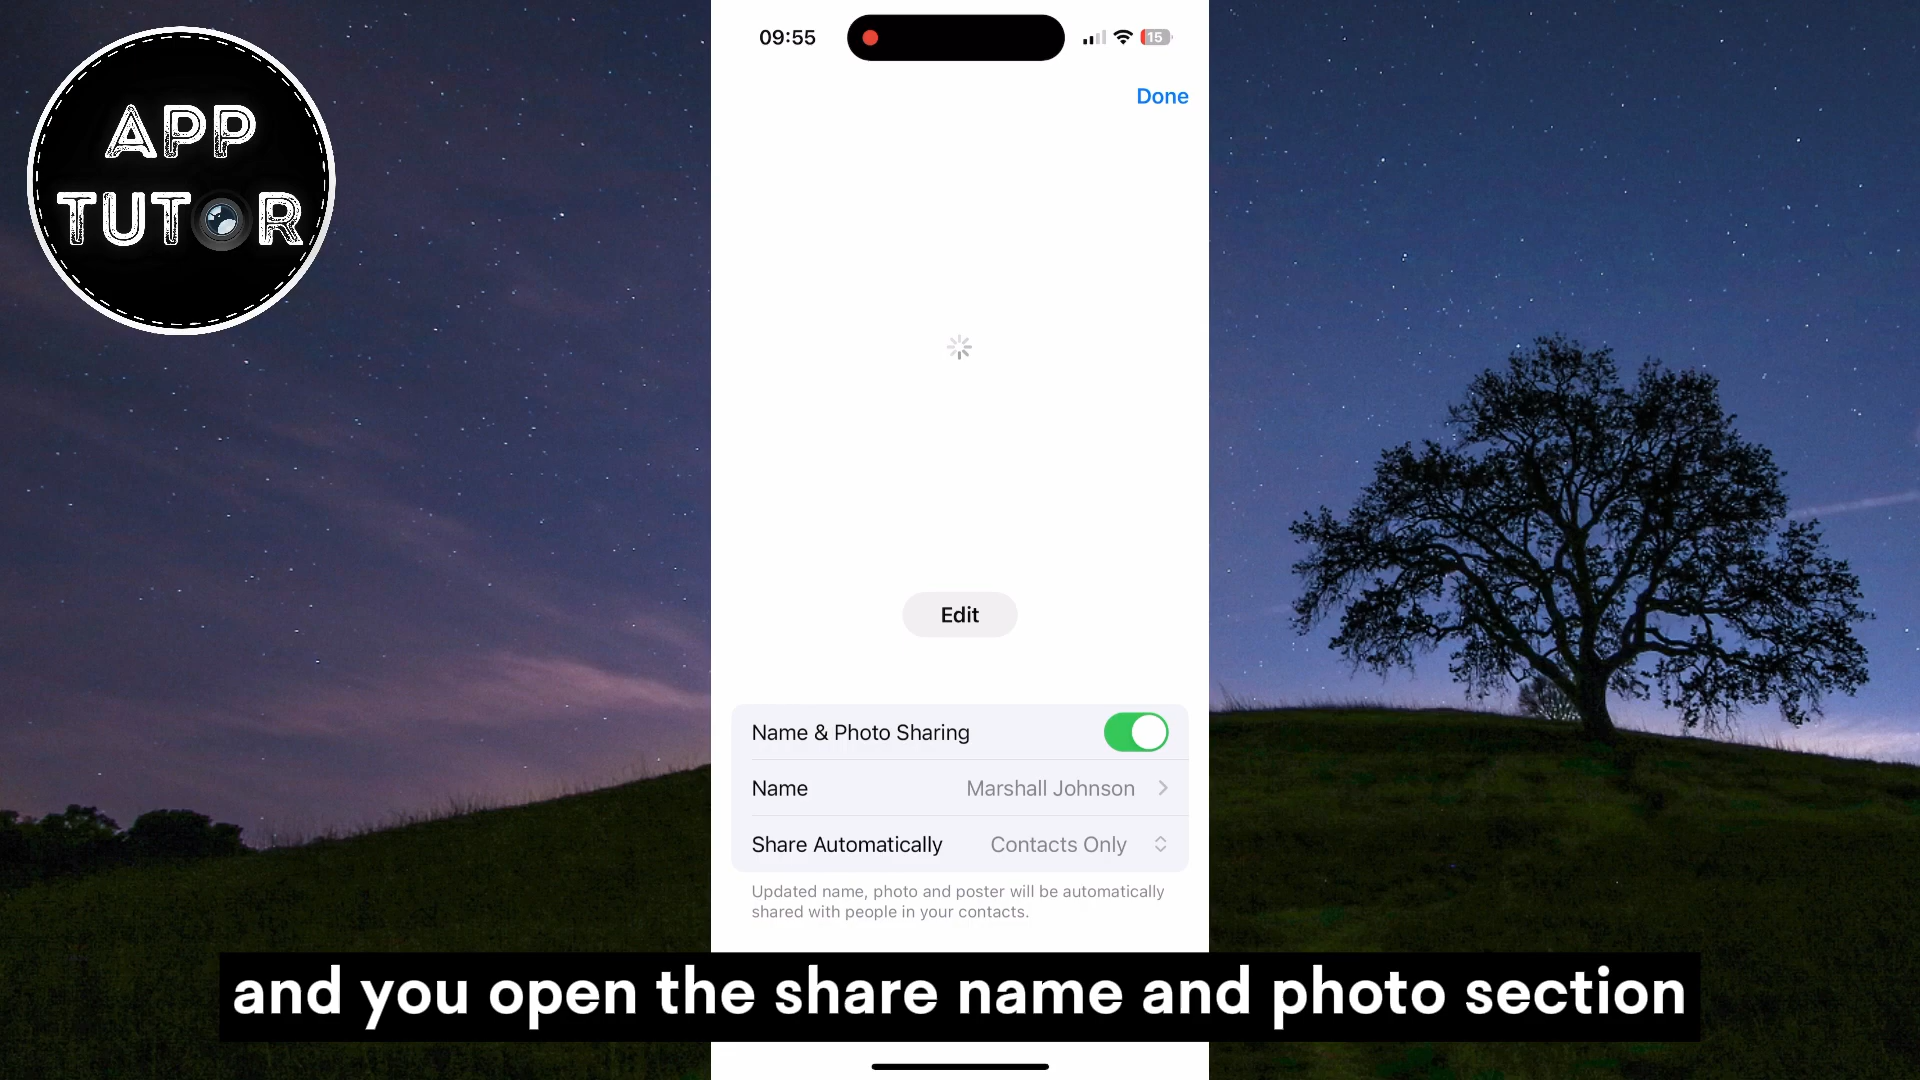 APP
TUTOR
09:55
15
Done
Edit
Name & Photo Sharing
Name Marshall Johnson
Share Automatically Contacts Only
Updated name, photo and poster will be automatically
shared with people in your contacts.
and you open the share name and photo section